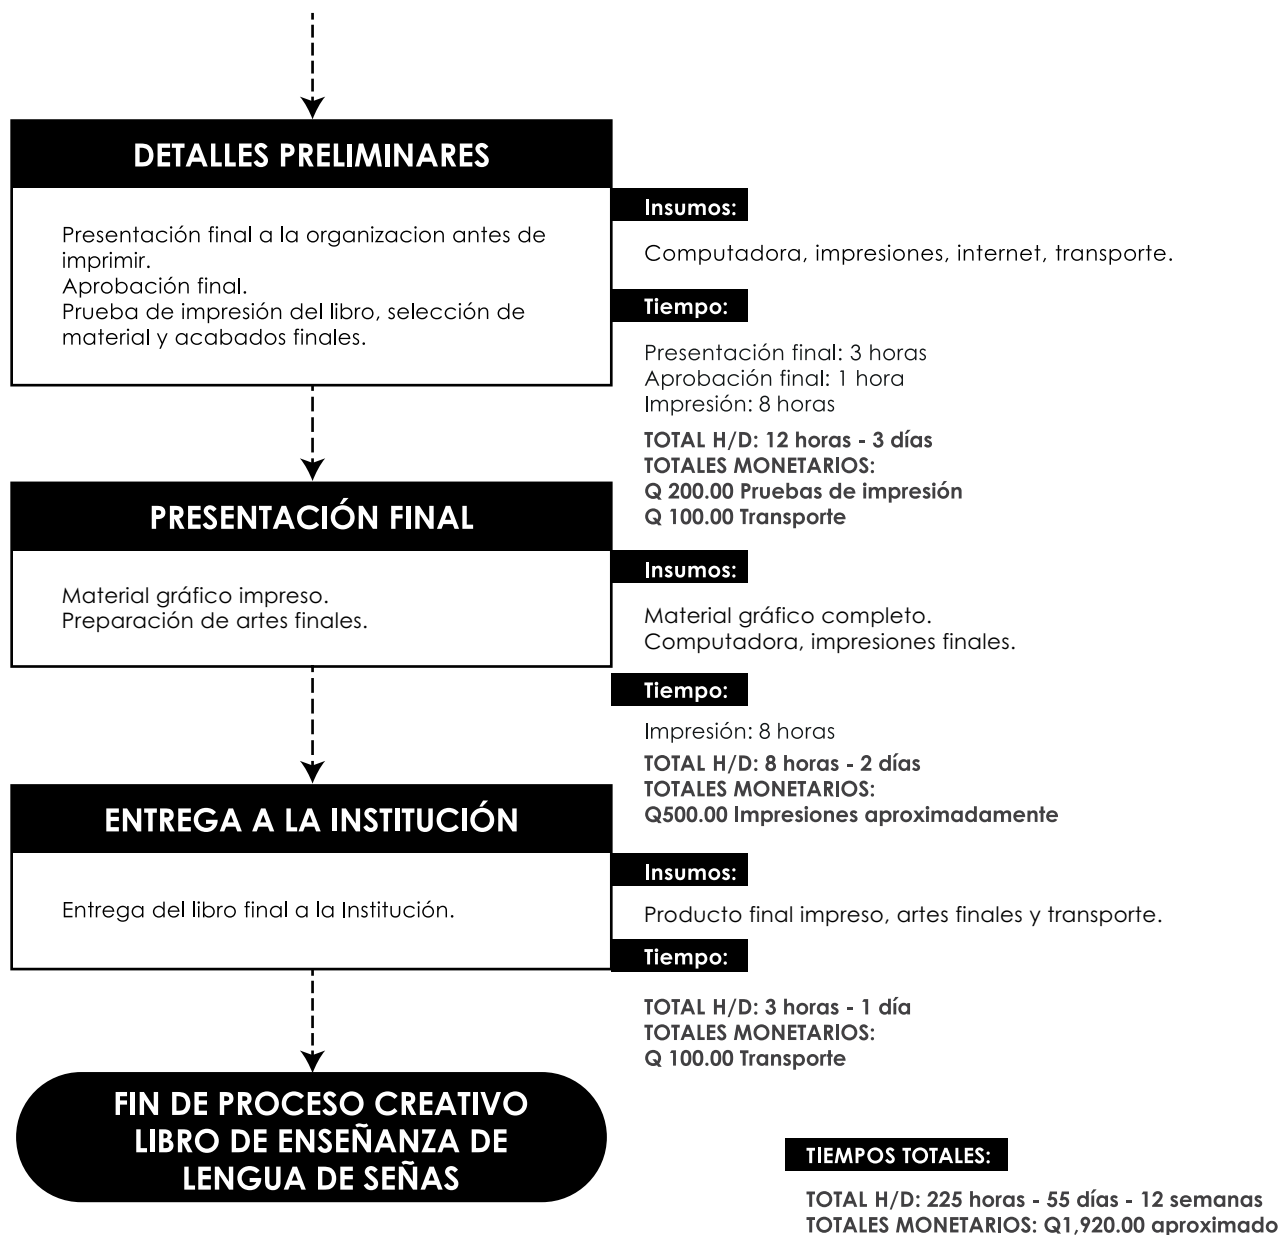 DETALLES PRELIMINARES
Presentación final a la organizacion antes de
imprimir.
Aprobación final.
Prueba de impresión del libro, selección de
material y acabados finales.
Insumos:
Computadora, impresiones, internet, transporte.
Tiempo:
Presentación final: 3 horas
Aprobación final: 1 hora
Impresión: 8 horas
TOTAL H/D: 12 horas - 3 días
TOTALES MONETARIOS:
Q 200.00 Pruebas de impresión
Q 100.00 Transporte
PRESENTACIÓN FINAL
Material gráfico impreso.
Preparación de artes finales.
Insumos:
Material gráfico completo.
Computadora, impresiones finales.
Tiempo:
Impresión: 8 horas
TOTAL H/D: 8 horas - 2 días
TOTALES MONETARIOS:
Q500.00 Impresiones aproximadamente
ENTREGA A LA INSTITUCIÓN
Entrega del libro final a la Institución.
Insumos:
Producto final impreso, artes finales y transporte.
Tiempo:
TOTAL H/D: 3 horas - 1 día
TOTALES MONETARIOS:
Q 100.00 Transporte
FIN DE PROCESO CREATIVO
LIBRO DE ENSEÑANZA DE
LENGUA DE SEÑAS
TIEMPOS TOTALES:
TOTAL H/D: 225 horas - 55 días - 12 semanas
TOTALES MONETARIOS: Q1,920.00 aproximado